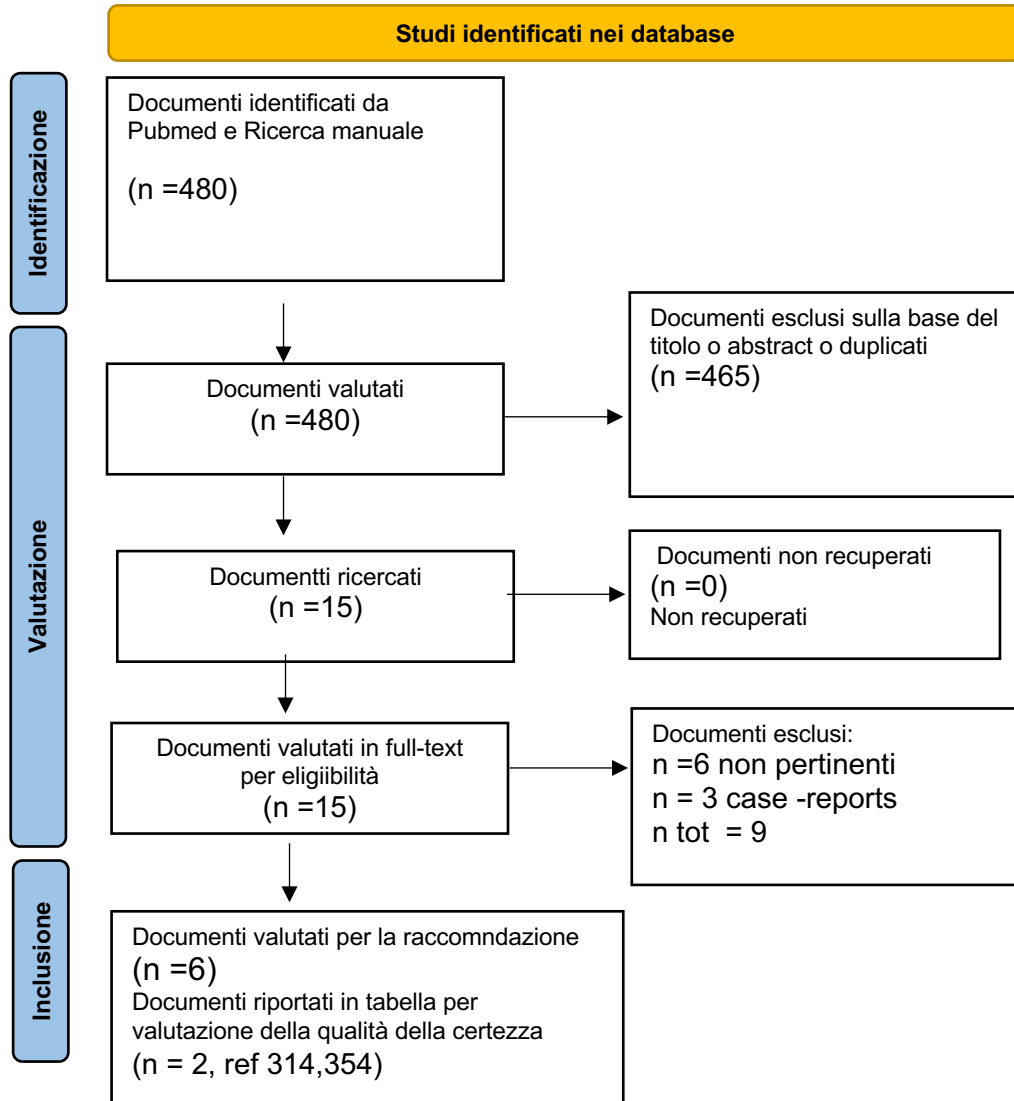 Studi identificati nei database
Identificazione
Documenti identificati da
Pubmed e Ricerca manuale
(n =480)
Documenti esclusi sulla base del
titolo o abstract o duplicati
(n =465)
Valutazione
Documenti valutati
(n =480)
Documentti ricercati
(n =15)
Documenti non recuperati
(n =0)
Non recuperati
Documenti valutati in full-text
per eligiibilità
(n =15)
Documenti esclusi:
n =6 non pertinenti
n = 3 case -reports
n tot  = 9
Inclusione
Documenti valutati per la raccomndazione
(n =6)
Documenti riportati in tabella per
valutazione della qualità della certezza
(n = 2, ref 314,354)